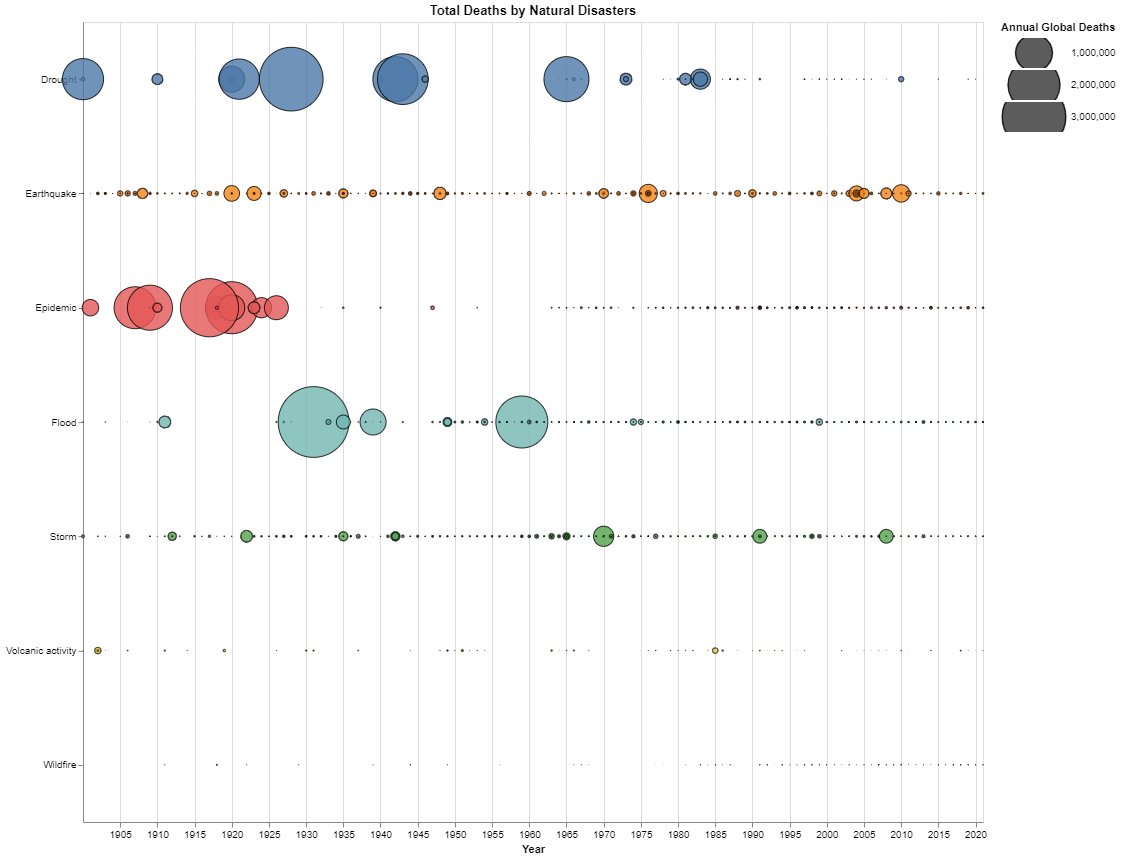 Total Deaths by Natural Disasters
Annual Global Deaths
1,000,000
2,000,000
3,000,000
Drought
Earthquake
Epidemic
Flood
Storm
Volcanic activity
Wildfire
1905 1910 1915 1920 1925 1930 1935 1940 1945 1950 1955 1960 1965 1970 1975 1980 1985 1990 1995 2000 2005 2010 2015 2020
Year